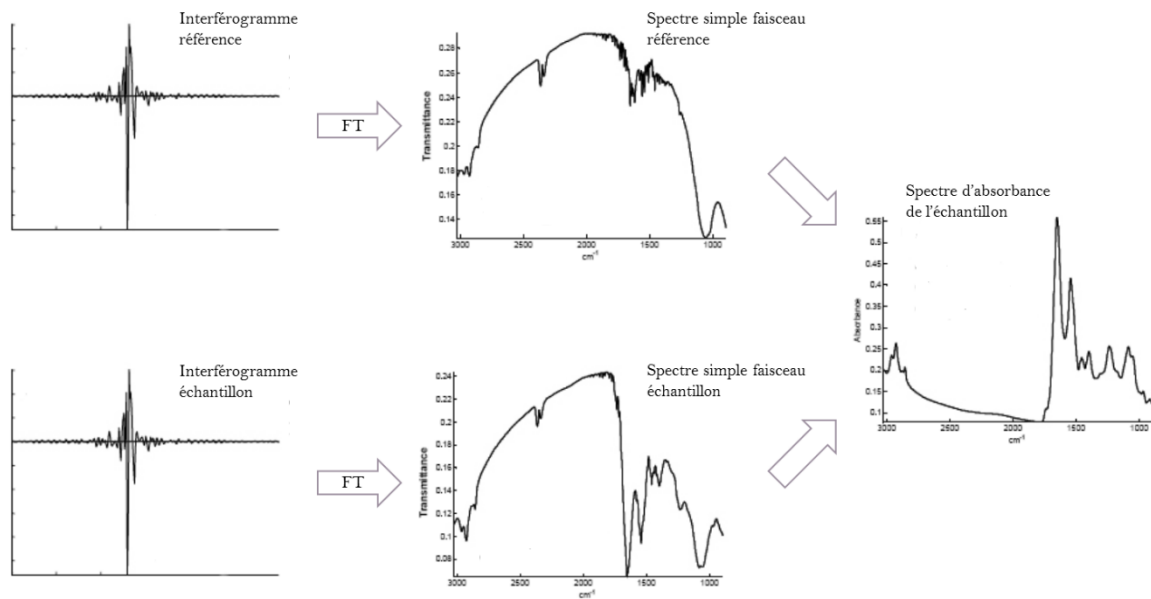 Interférogramme
référence
FT
Spectre simple faisceau
référence
0.28
0.26
0.24
0.22
0.2
0.18
0.16
0.14
Transmittance
3000
2500
2000
1500
1000
cm-1
Interférogramme
échantillon
FT
Spectre simple faisceau
échantillon
0.24
0.22
0.2
0.18
0.16
0.14
0.12
0.1
0.08
Transmittance
3000
2500
2000
1500
1000
cm-1
Spectre d'absorbance
de l'échantillon
0.55
0.5
0.45
0.4
0.35
0.3
0.25
0.2
0.15
0.1
Absorbance
3000
2500
2000
1500
1000
cm-1